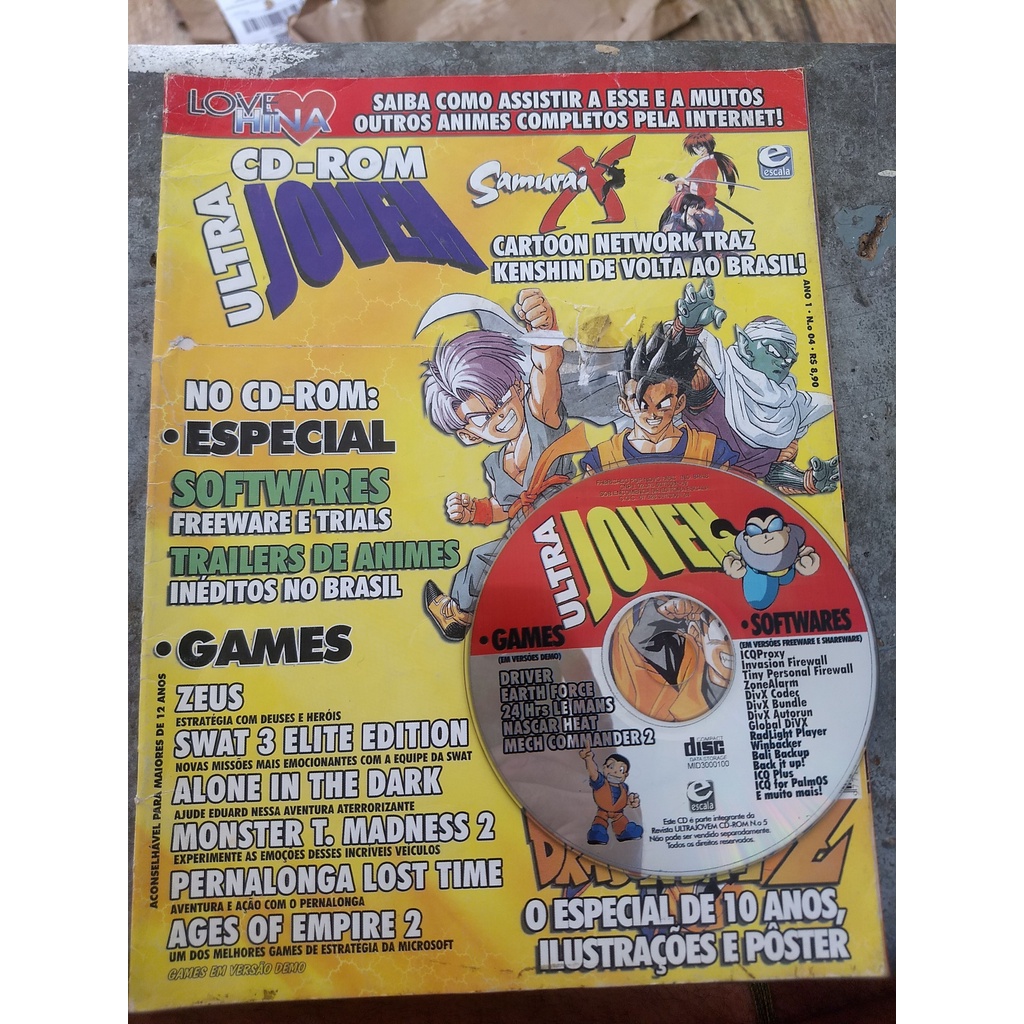 LOVE HINA
SAIBA COMO ASSISTIR A ESSE E A MUITOS
OUTROS ANIMES COMPLETOS PELA INTERNET!
CD-ROM
ULTRA
JOVEM
Samurai X
e
escala
CARTOON NETWORK TRAZ
KENSHIN DE VOLTA AO BRASIL!
ANO 1 • N.o 04 • R$ 8,90
NO CD-ROM:
• ESPECIAL
SOFTWARES
FREEWARE E TRIALS
TRAILERS DE ANIMES
INÉDITOS NO BRASIL
• GAMES
ZEUS
ESTRATÉGIA COM DEUSES E HERÓIS
SWAT 3 ELITE EDITION
NOVAS MISSÕES MAIS EMOCIONANTES COM A EQUIPE DA SWAT
ALONE IN THE DARK
AJUDE EDUARD NESSA AVENTURA ATERRORIZANTE
MONSTER T. MADNESS 2
EXPERIMENTE AS EMOÇÕES DESSES INCRÍVEIS VEÍCULOS
PERNALONGA LOST TIME
AVENTURA E AÇÃO COM O PERNALONGA
AGES OF EMPIRE 2
UM DOS MELHORES GAMES DE ESTRATÉGIA DA MICROSOFT
GAMES EM VERSÃO DEMO
ACONSELHÁVEL PARA MAIORES DE 12 ANOS
ULTRA
JOVEM
• GAMES
(EM VERSÕES DEMO)
DRIVER
EARTH FORCE
24 Hrs LE MANS
NASCAR HEAT
MECH COMMANDER 2
• SOFTWARES
(EM VERSÕES FREEWARE E SHAREWARE)
ICQProxy
Invasion Firewall
Tiny Personal Firewall
ZoneAlarm
DivX Codec
DivX Bundle
DivX Autorun
Global DiVX
RadLight Player
Winbacker
Bali Backup
Back it up!
ICQ Plus
ICQ for PalmOS
E muito mais!
COMPACT
disc
DATA STORAGE
MID3000100
e
escala
Este CD é parte integrante da
Revista ULTRAJOVEM CD-ROM N.o 5
Não pode ser vendido separadamente.
Todos os direitos reservados.
O ESPECIAL DE 10 ANOS,
ILUSTRAÇÕES E PÔSTER